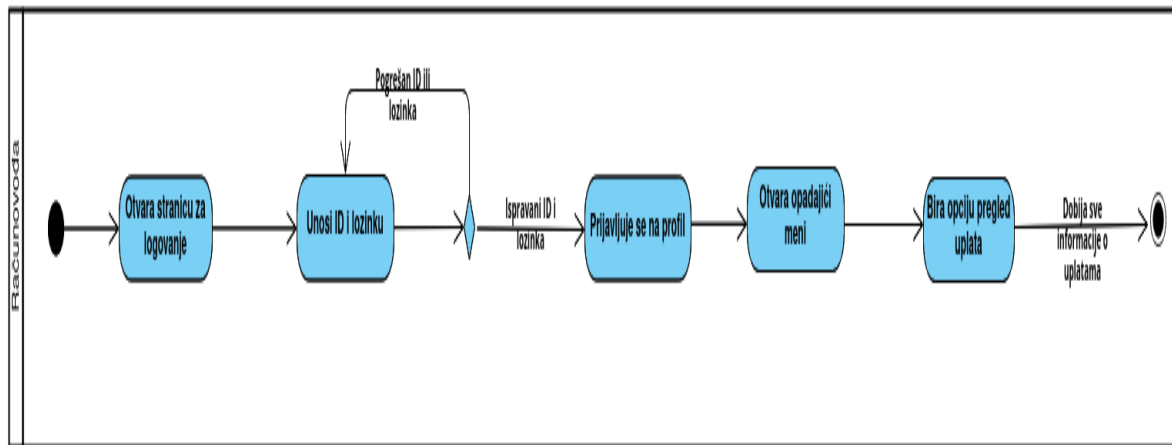 Računovoda
Otvara stranicu za
logovanje
Unosi ID i lozinku
Pogrešan ID ili
lozinka
Ispravani ID i
lozinka
Prijavljuje se na profil
Otvara opadajići
meni
Bira opciju pregled
uplata
Dobija sve
informacije o
uplatama